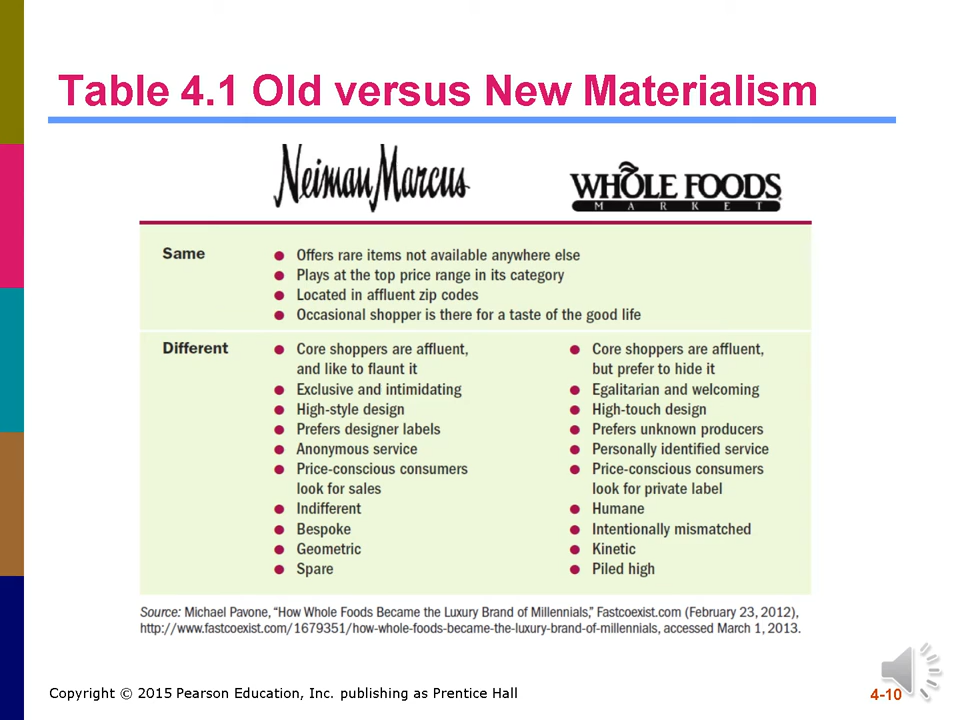 Table 4.1 Old versus New Materialism
Neiman Marcus
WHOLE FOODS
MARKET
Same
● Offers rare items not available anywhere else
● Plays at the top price range in its category
● Located in affluent zip codes
● Occasional shopper is there for a taste of the good life
Different
● Core shoppers are affluent,
and like to flaunt it
● Exclusive and intimidating
● High-style design
● Prefers designer labels
● Anonymous service
● Price-conscious consumers
look for sales
● Indifferent
● Bespoke
● Geometric
● Spare
● Core shoppers are affluent,
but prefer to hide it
● Egalitarian and welcoming
● High-touch design
● Prefers unknown producers
● Personally identified service
● Price-conscious consumers
look for private label
● Humane
● Intentionally mismatched
● Kinetic
● Piled high
Source: Michael Pavone, “How Whole Foods Became the Luxury Brand of Millennials,” Fastcoexist.com (February 23, 2012),
http://www.fastcoexist.com/1679351/how-whole-foods-became-the-luxury-brand-of-millennials, accessed March 1, 2013.
Copyright © 2015 Pearson Education, Inc. publishing as Prentice Hall
4-10